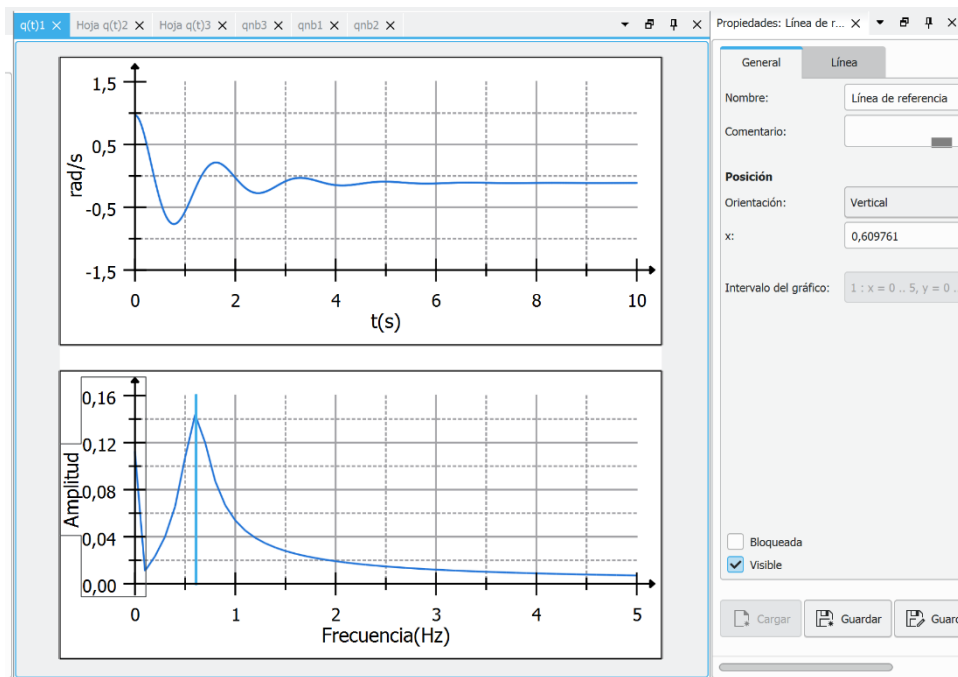 q(t)1
Hoja q(t)2
Hoja q(t)3
qnb3
qnb1
qnb2
Propiedades: Línea de r...
1,5
0,5
-0,5
-1,5
rad/s
0 2 4 6 8 10
t(s)
0,16
0,12
0,08
0,04
0,00
Amplitud
0 1 2 3 4 5
Frecuencia(Hz)
General
Línea
Nombre: Línea de referencia
Comentario:
Posición
Orientación: Vertical
x: 0,609761
Intervalo del gráfico: 1 : x = 0 .. 5, y = 0 .
Bloqueada
Visible
Cargar
Guardar
Guard